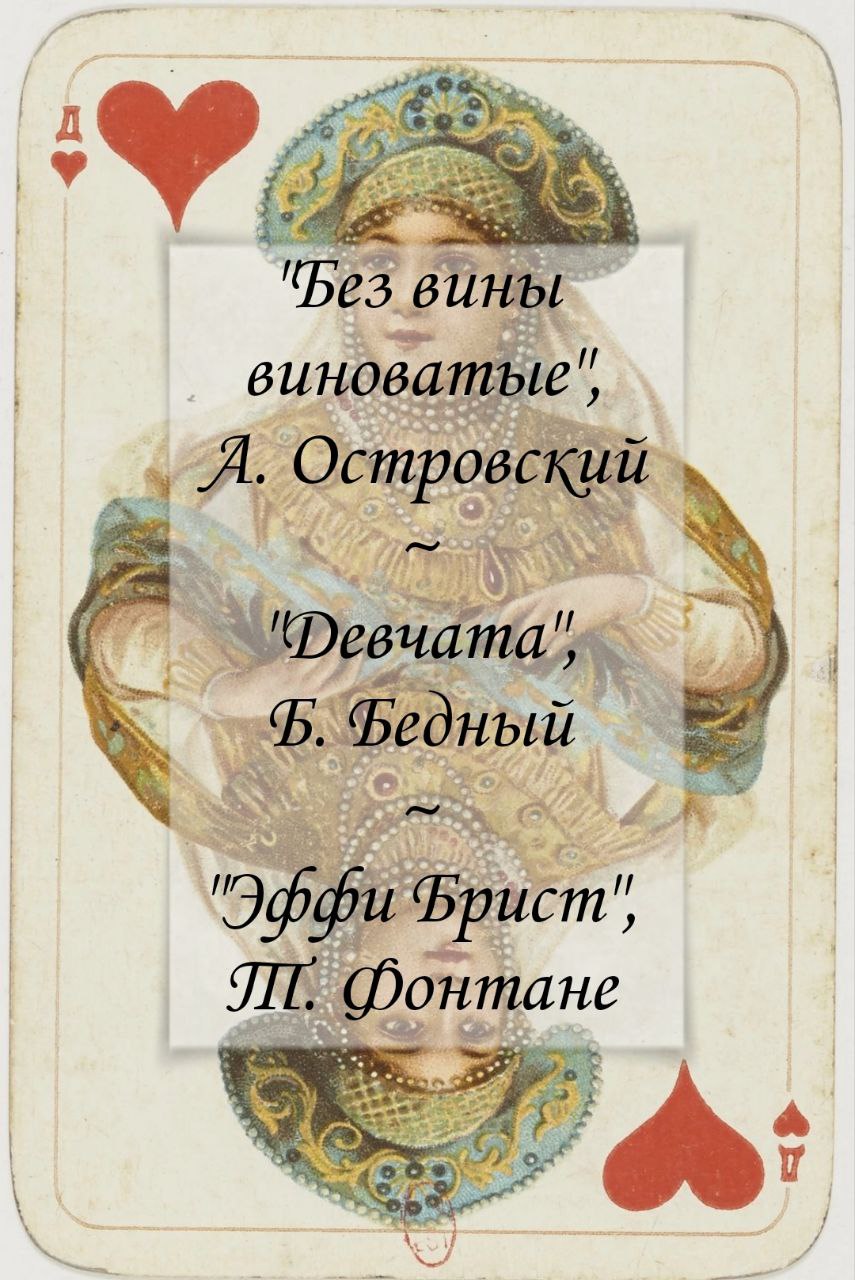 Д
"Без вины
виноватые",
А. Островский
~
"Девчата",
Б. Бедный
~
"Эффи Брист",
Т. Фонтане
Д